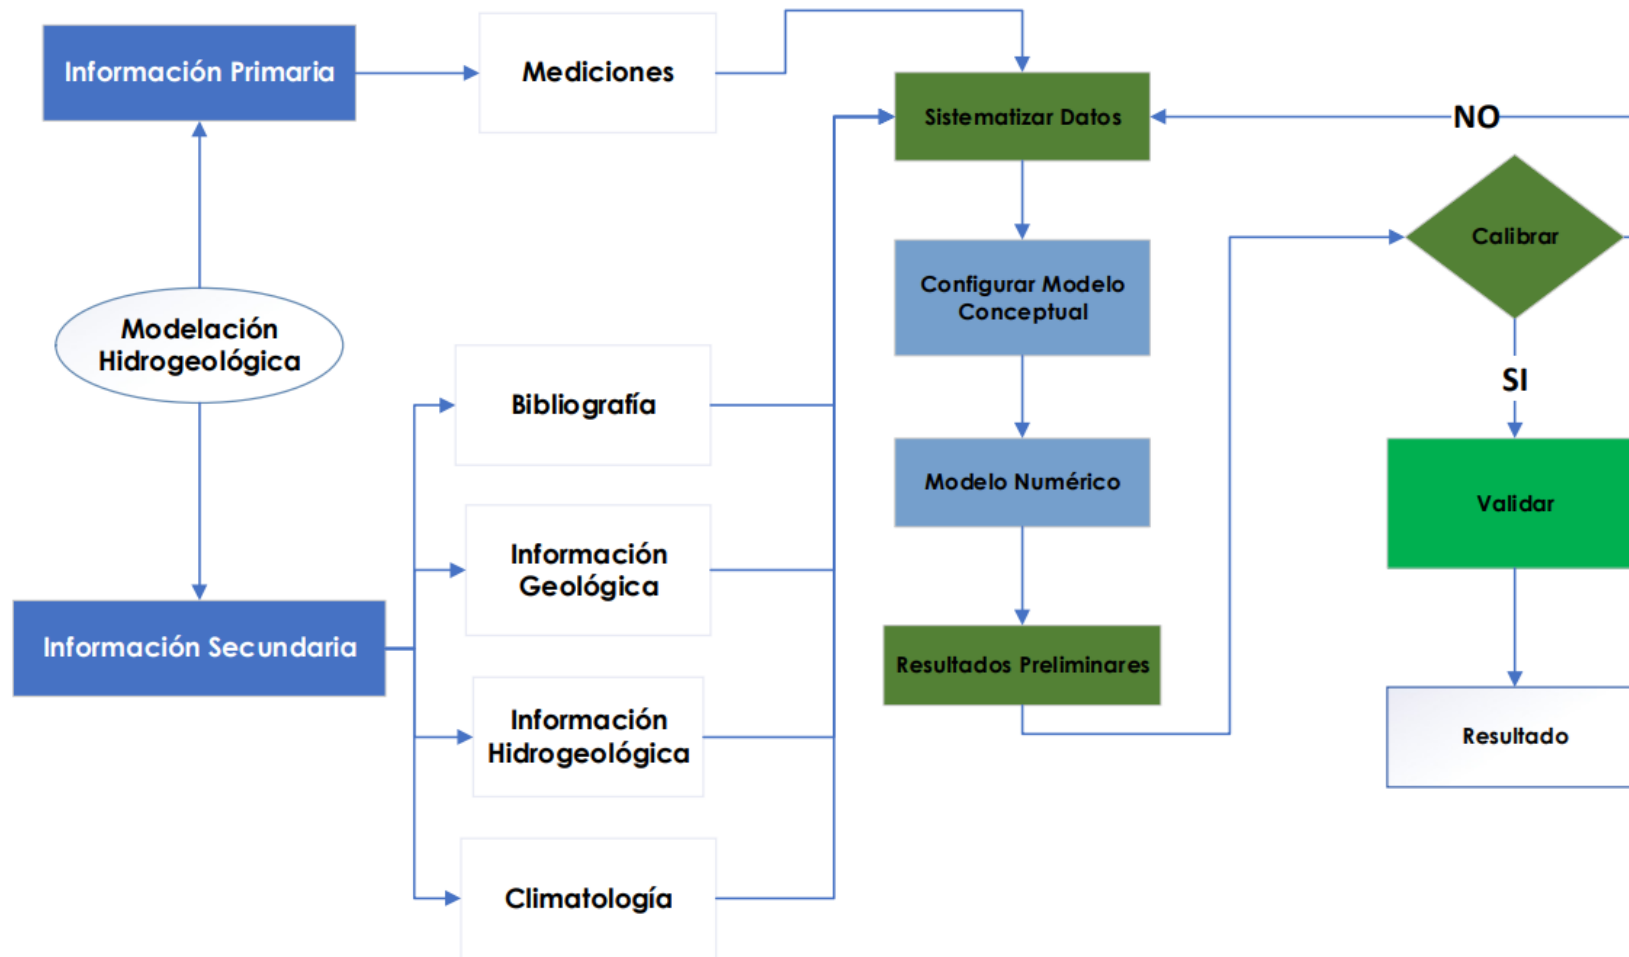 Información Primaria
Mediciones
Sistematizar Datos
NO
Calibrar
Configurar Modelo
Conceptual
Modelación
Hidrogeológica
SI
Bibliografía
Modelo Numérico
Validar
Información
Geológica
Información Secundaria
Resultados Preliminares
Información
Hidrogeológica
Resultado
Climatología